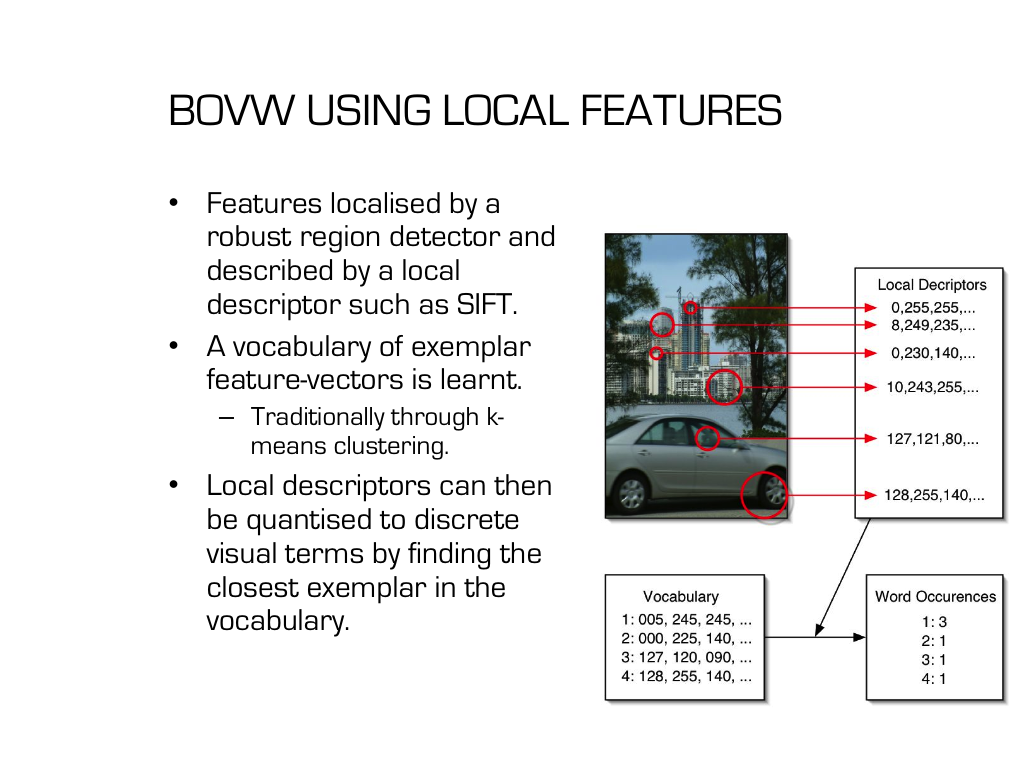 BOVW USING LOCAL FEATURES
• Features localised by a
robust region detector and
described by a local
descriptor such as SIFT.
• A vocabulary of exemplar
feature-vectors is learnt.
– Traditionally through k-
means clustering.
• Local descriptors can then
be quantised to discrete
visual terms by finding the
closest exemplar in the
vocabulary.
Local Decriptors
0,255,255,...
8,249,235,...
0,230,140,...
10,243,255,...
127,121,80,...
128,255,140,...
Vocabulary
1: 005, 245, 245, ...
2: 000, 225, 140, ...
3: 127, 120, 090, ...
4: 128, 255, 140, ...
Word Occurences
1: 3
2: 1
3: 1
4: 1